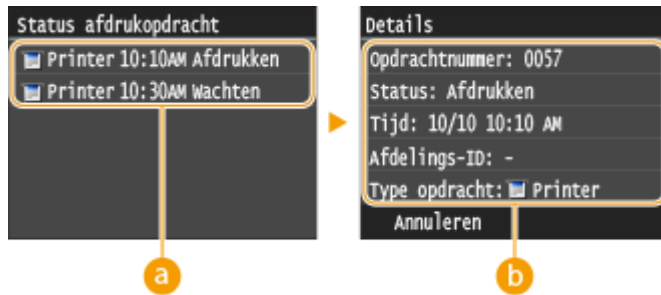 Status afdrukopdracht
Printer 10:10AM Afdrukken
Printer 10:30AM Wachten
a
Details
Opdrachtnummer: 0057
Status: Afdrukken
Tijd: 10/10 10:10 AM
Afdelings-ID: -
Type opdracht: Printer
Annuleren
b